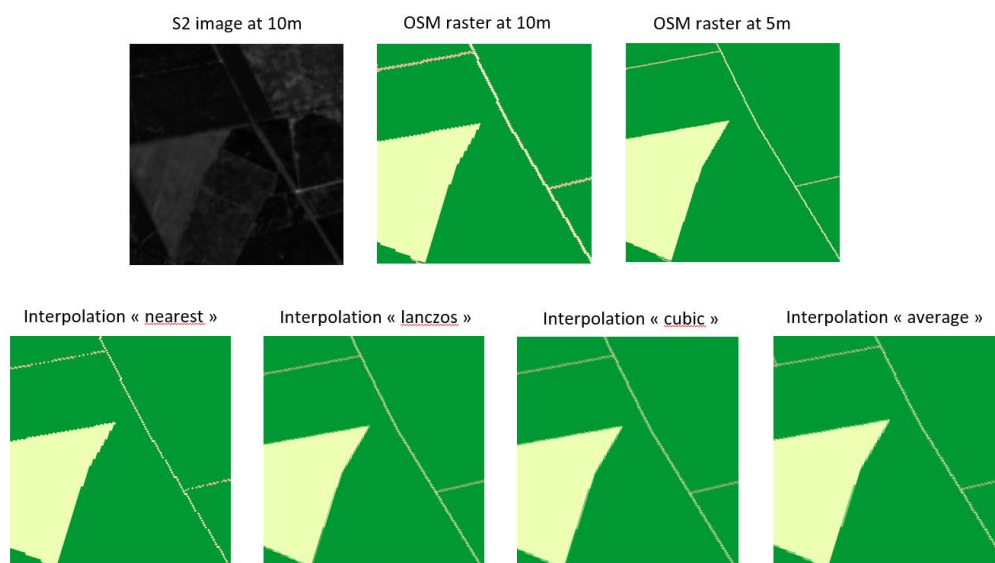 S2 image at 10m
OSM raster at 10m
OSM raster at 5m
Interpolation « nearest »
Interpolation « lanczos »
Interpolation « cubic »
Interpolation « average »